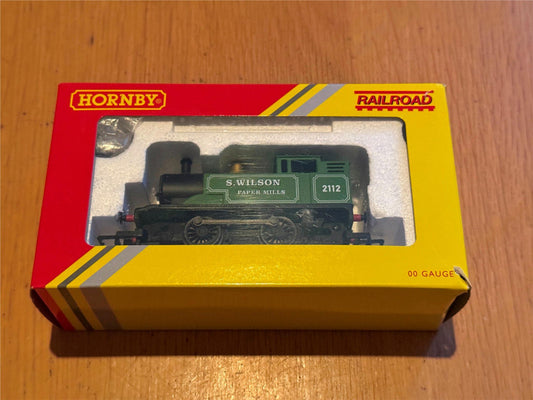 HORNBY®
RAILROAD
S.WILSON
PAPER MILLS
2112
00 GAUGE